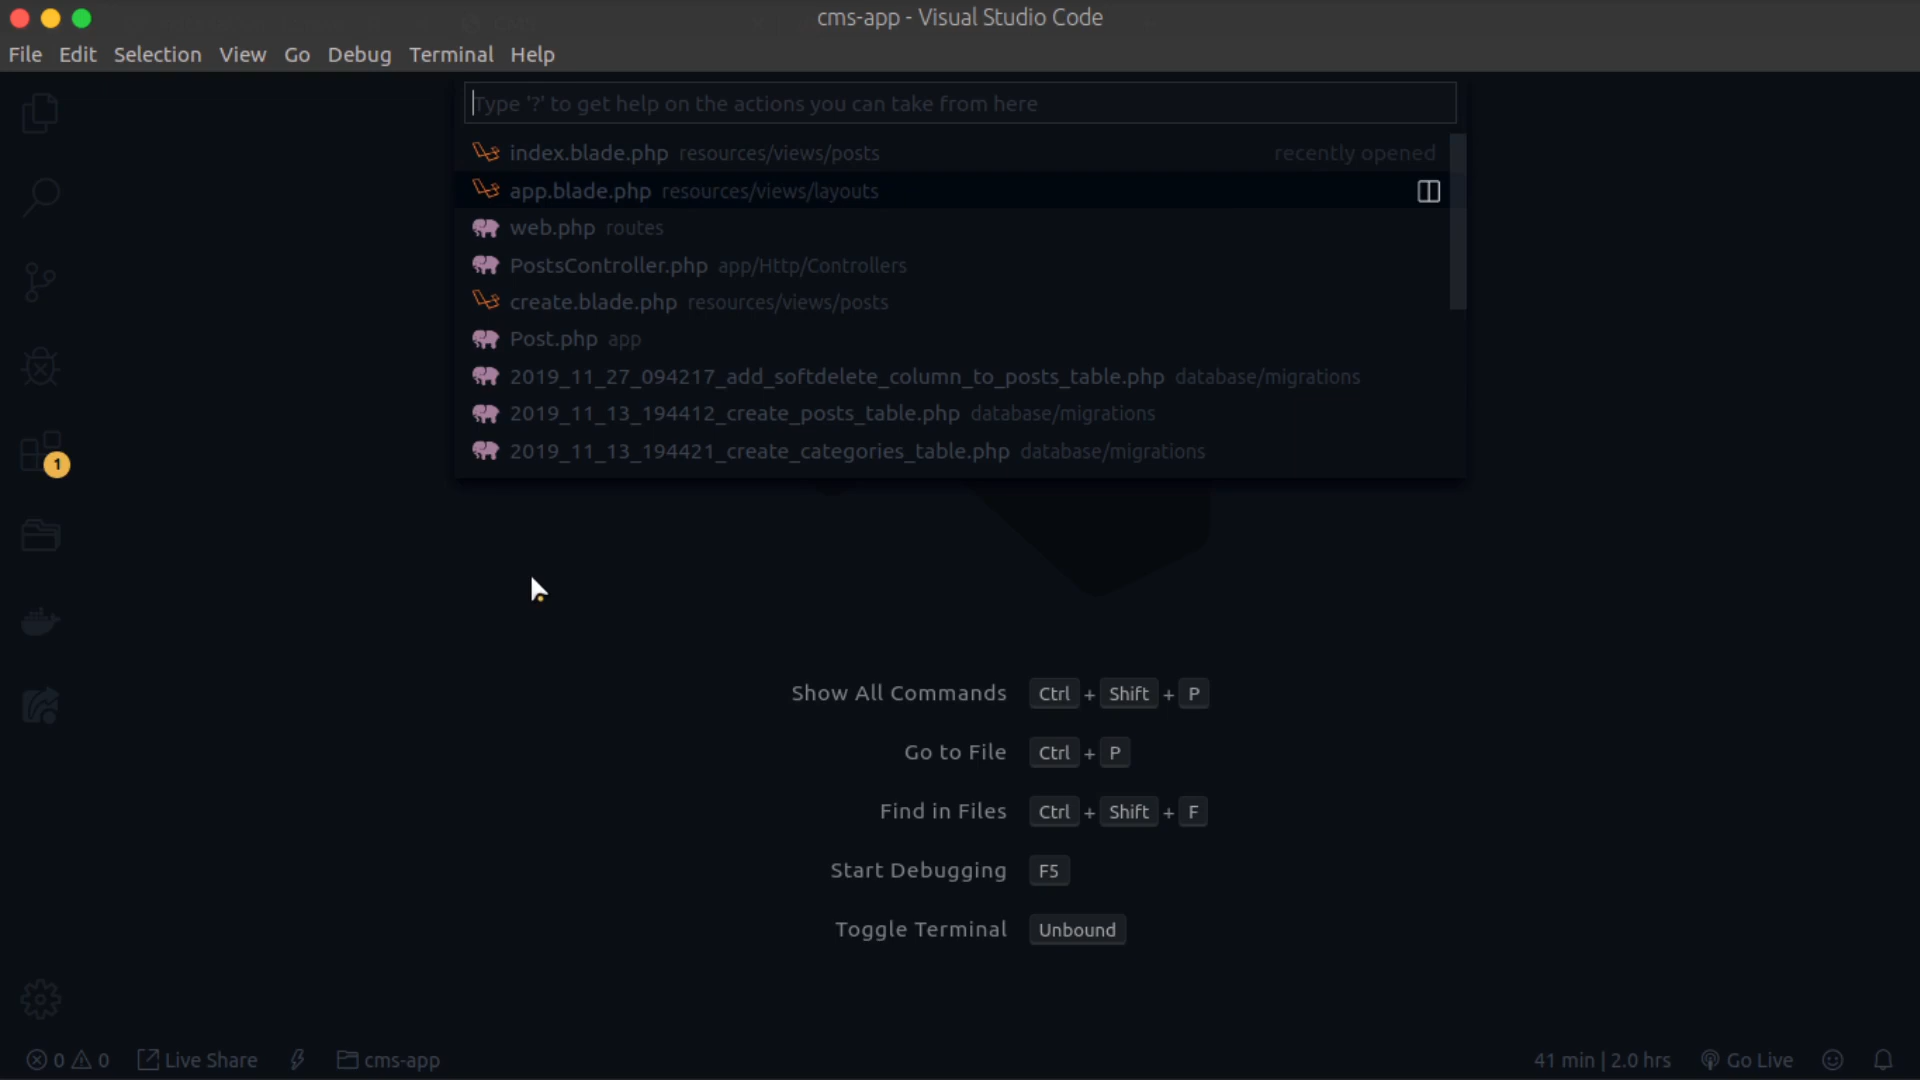 cms-app - Visual Studio Code
File Edit Selection View Go Debug Terminal Help
Type '?' to get help on the actions you can take from here
index.blade.php resources/views/posts recently opened
app.blade.php resources/views/layouts
web.php routes
PostsController.php app/Http/Controllers
create.blade.php resources/views/posts
Post.php app
2019_11_27_094217_add_softdelete_column_to_posts_table.php database/migrations
2019_11_13_194412_create_posts_table.php database/migrations
2019_11_13_194421_create_categories_table.php database/migrations
1
Show All Commands Ctrl + Shift + P
Go to File Ctrl + P
Find in Files Ctrl + Shift + F
Start Debugging F5
Toggle Terminal Unbound
0 0 Live Share cms-app 41 min | 2.0 hrs Go Live